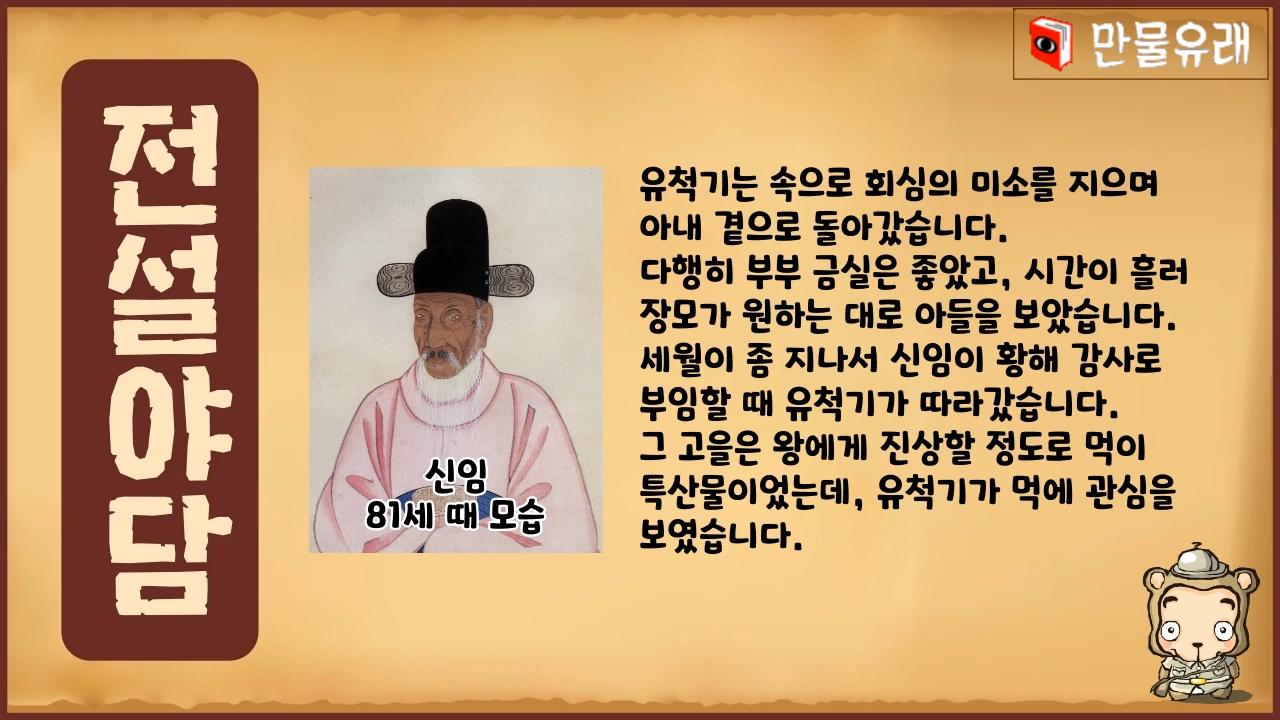 만물유래
전설야담
유척기는 속으로 회심의 미소를 지으며
아내 곁으로 돌아갔습니다.
다행히 부부 금실은 좋았고, 시간이 흘러
장모가 원하는 대로 아들을 보았습니다.
세월이 좀 지나서 신임이 황해 감사로
부임할 때 유척기가 따라갔습니다.
그 고을은 왕에게 진상할 정도로 먹이
특산물이었는데, 유척기가 먹에 관심을
보였습니다.
신임
81세 때 모습